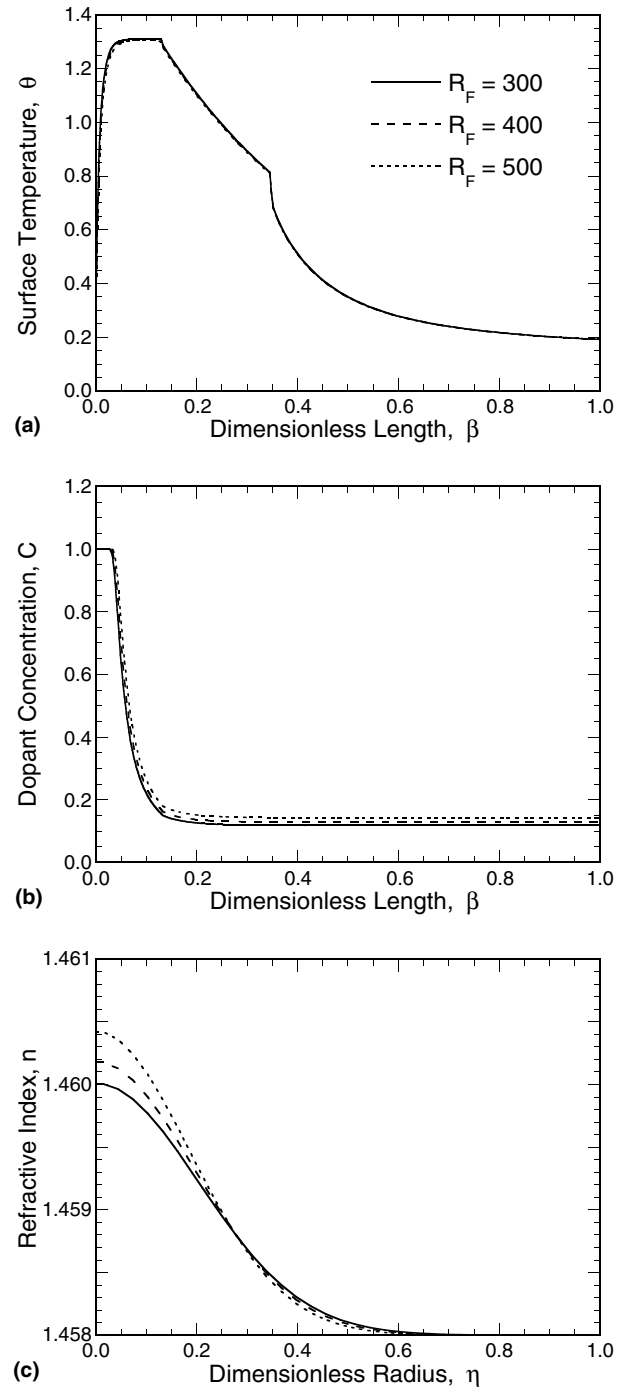 1.4
1.2
1.0
0.8
0.6
0.4
0.2
0.0
Surface Temperature, θ
R_F = 300
R_F = 400
R_F = 500
0.0 0.2 0.4 0.6 0.8 1.0
(a) Dimensionless Length, β
1.2
1.0
0.8
0.6
0.4
0.2
0.0
Dopant Concentration, C
0.0 0.2 0.4 0.6 0.8 1.0
(b) Dimensionless Length, β
1.461
1.460
1.459
1.458
Refractive Index, n
0.0 0.2 0.4 0.6 0.8 1.0
(c) Dimensionless Radius, η